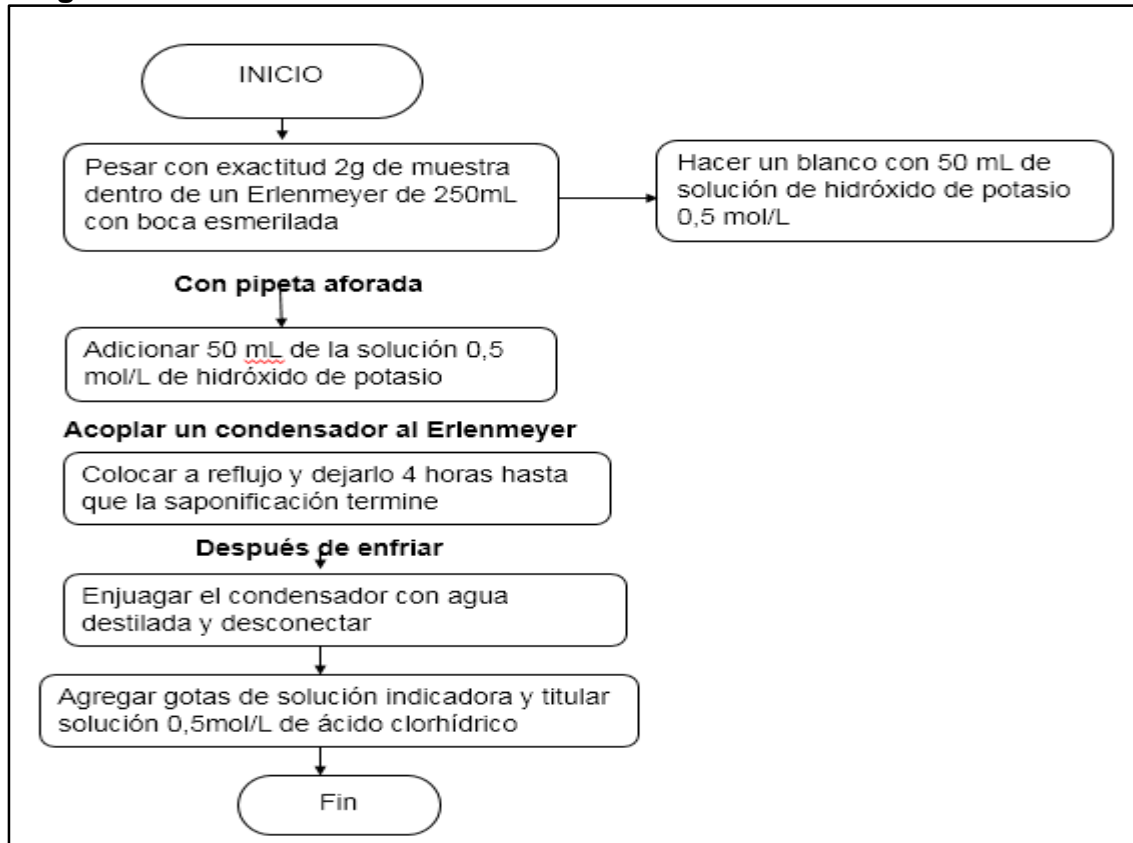 INICIO
Pesar con exactitud 2g de muestra
dentro de un Erlenmeyer de 250mL
con boca esmerilada
Hacer un blanco con 50 mL de
solución de hidróxido de potasio
0,5 mol/L
Con pipeta aforada
Adicionar 50 mL de la solución 0,5
mol/L de hidróxido de potasio
Acoplar un condensador al Erlenmeyer
Colocar a reflujo y dejarlo 4 horas hasta
que la saponificación termine
Después de enfriar
Enjuagar el condensador con agua
destilada y desconectar
Agregar gotas de solución indicadora y titular
solución 0,5mol/L de ácido clorhídrico
Fin